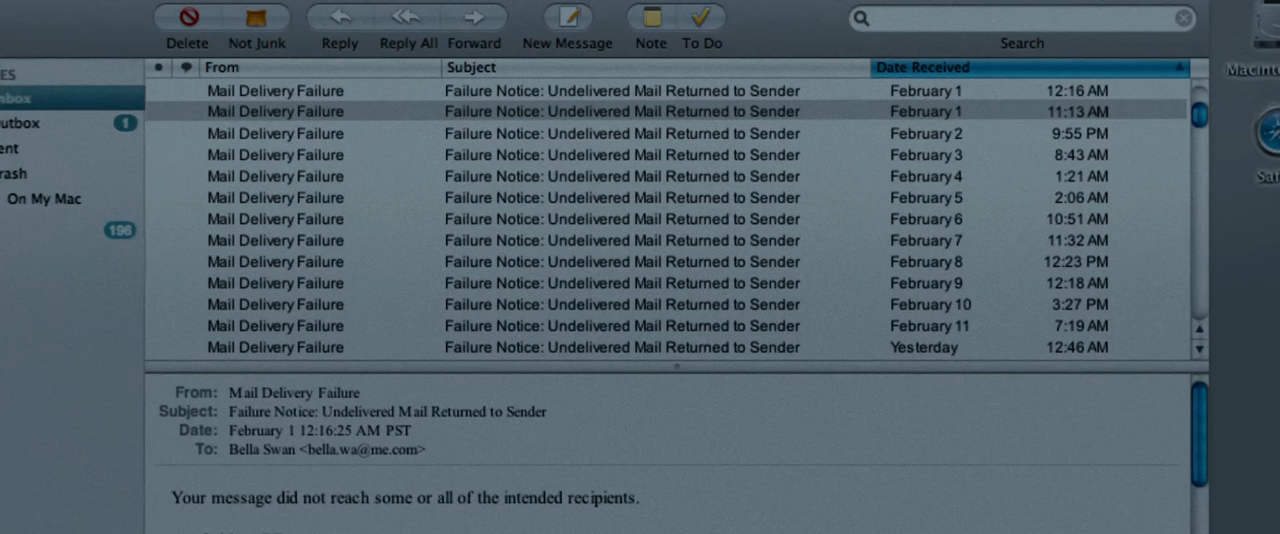 Delete Not Junk Reply Reply All Forward New Message Note To Do Search
ES From Subject Date Received
nbox Mail Delivery Failure Failure Notice: Undelivered Mail Returned to Sender February 1 12:16 AM
Mail Delivery Failure Failure Notice: Undelivered Mail Returned to Sender February 1 11:13 AM
utbox 1 Mail Delivery Failure Failure Notice: Undelivered Mail Returned to Sender February 2 9:55 PM
ent Mail Delivery Failure Failure Notice: Undelivered Mail Returned to Sender February 3 8:43 AM
rash Mail Delivery Failure Failure Notice: Undelivered Mail Returned to Sender February 4 1:21 AM
On My Mac Mail Delivery Failure Failure Notice: Undelivered Mail Returned to Sender February 5 2:06 AM
Mail Delivery Failure Failure Notice: Undelivered Mail Returned to Sender February 6 10:51 AM
196 Mail Delivery Failure Failure Notice: Undelivered Mail Returned to Sender February 7 11:32 AM
Mail Delivery Failure Failure Notice: Undelivered Mail Returned to Sender February 8 12:23 PM
Mail Delivery Failure Failure Notice: Undelivered Mail Returned to Sender February 9 12:18 AM
Mail Delivery Failure Failure Notice: Undelivered Mail Returned to Sender February 10 3:27 PM
Mail Delivery Failure Failure Notice: Undelivered Mail Returned to Sender February 11 7:19 AM
Mail Delivery Failure Failure Notice: Undelivered Mail Returned to Sender Yesterday 12:46 AM
From: Mail Delivery Failure
Subject: Failure Notice: Undelivered Mail Returned to Sender
Date: February 1 12:16:25 AM PST
To: Bella Swan <bella.wa@me.com>
Your message did not reach some or all of the intended recipients.
Macint
Saf